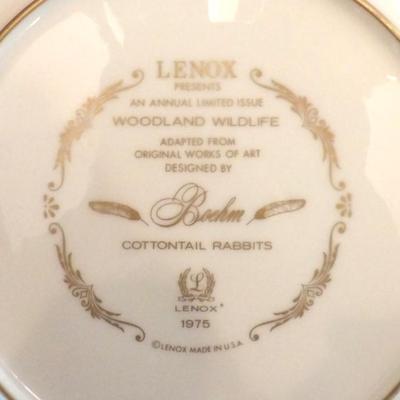 LENOX
PRESENTS
AN ANNUAL LIMITED ISSUE
WOODLAND WILDLIFE
ADAPTED FROM
ORIGINAL WORKS OF ART
DESIGNED BY
Boehm
COTTONTAIL RABBITS
L
LENOX®
1975
©LENOX MADE IN U.S.A.